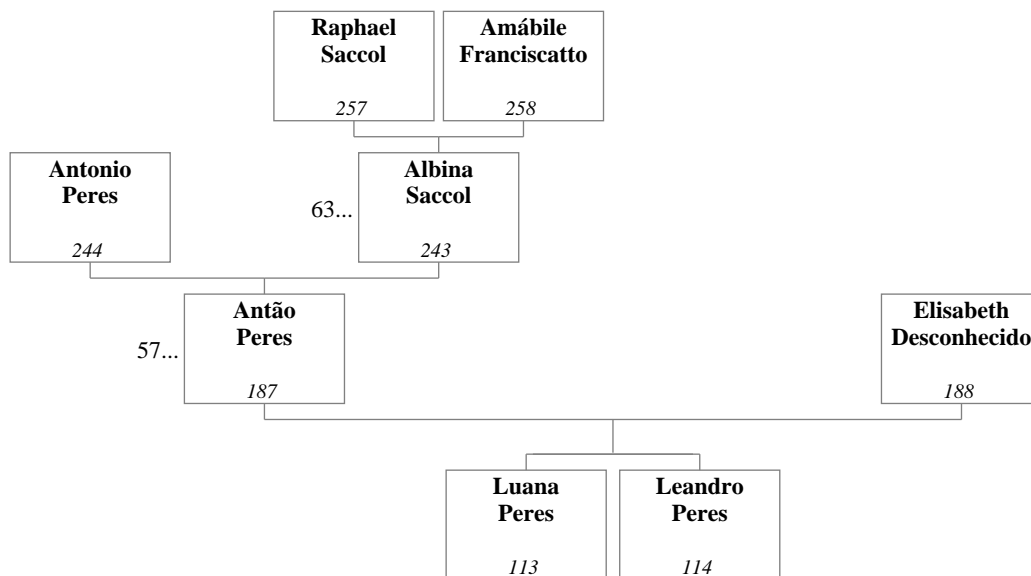 Raphael
Saccol
257
Amábile
Franciscatto
258
Antonio
Peres
244
63...
Albina
Saccol
243
57...
Antão
Peres
187
Elisabeth
Desconhecido
188
Luana
Peres
113
Leandro
Peres
114